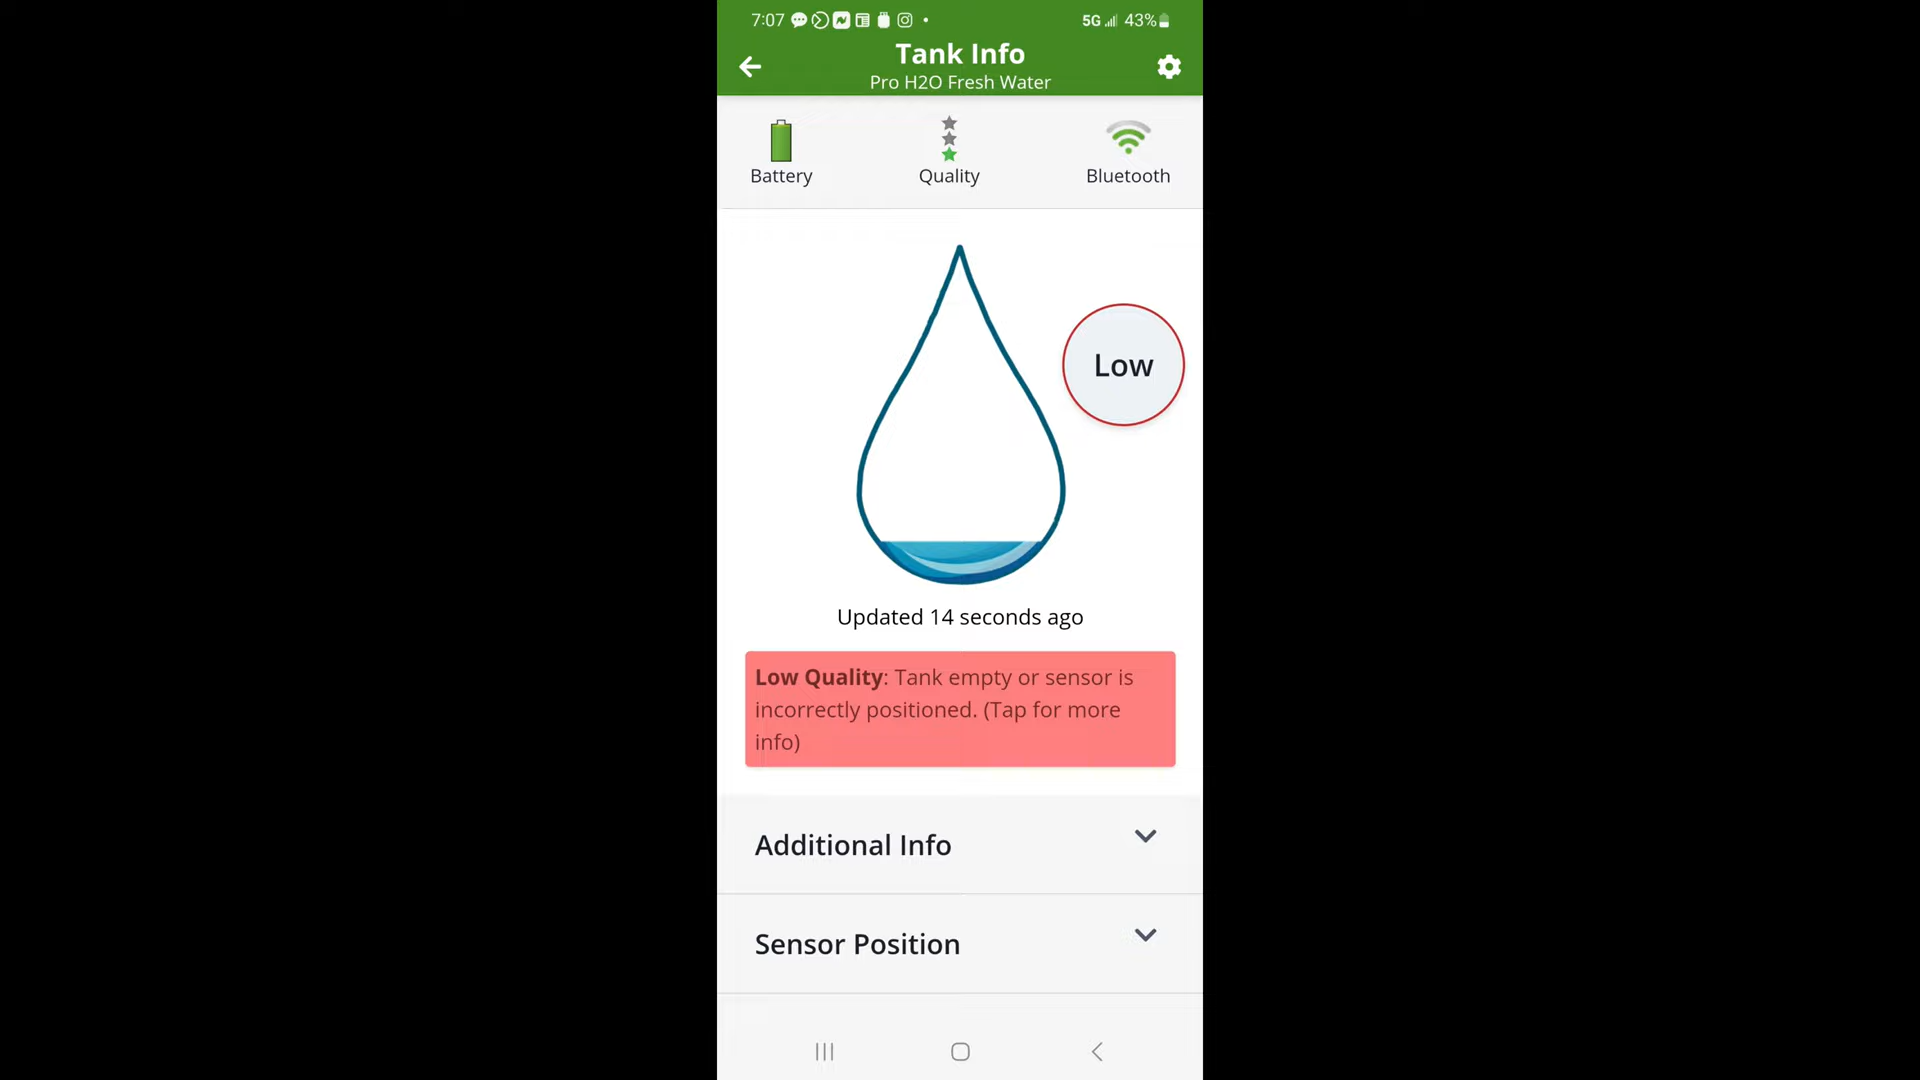 7:07
5G 43%
Tank Info
Pro H2O Fresh Water
Battery
Quality
Bluetooth
Low
Updated 14 seconds ago
Low Quality: Tank empty or sensor is
incorrectly positioned. (Tap for more
info)
Additional Info
Sensor Position